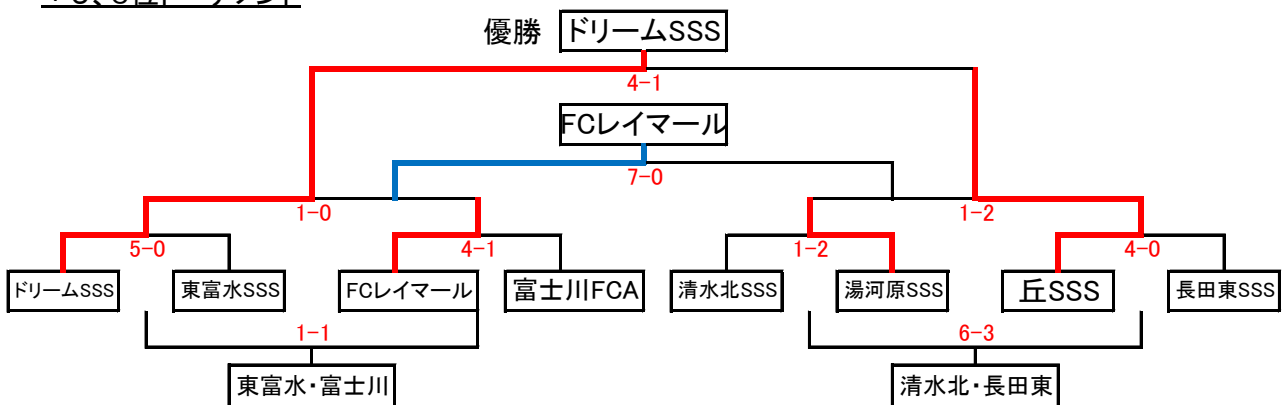 優勝 ドリームSSS
4-1
FCレイマール
7-0
1-0 1-2
5-0 4-1 1-2 4-0
ドリームSSS 東富水SSS FCレイマール 富士川FCA 清水北SSS 湯河原SSS 丘SSS 長田東SSS
1-1 6-3
東富水・富士川 清水北・長田東